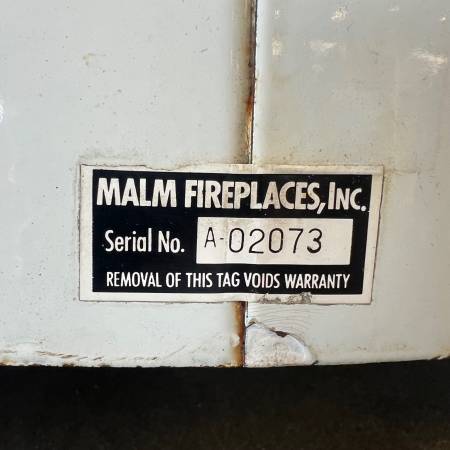 MALM FIREPLACES, INC.
Serial No. A-02073
REMOVAL OF THIS TAG VOIDS WARRANTY